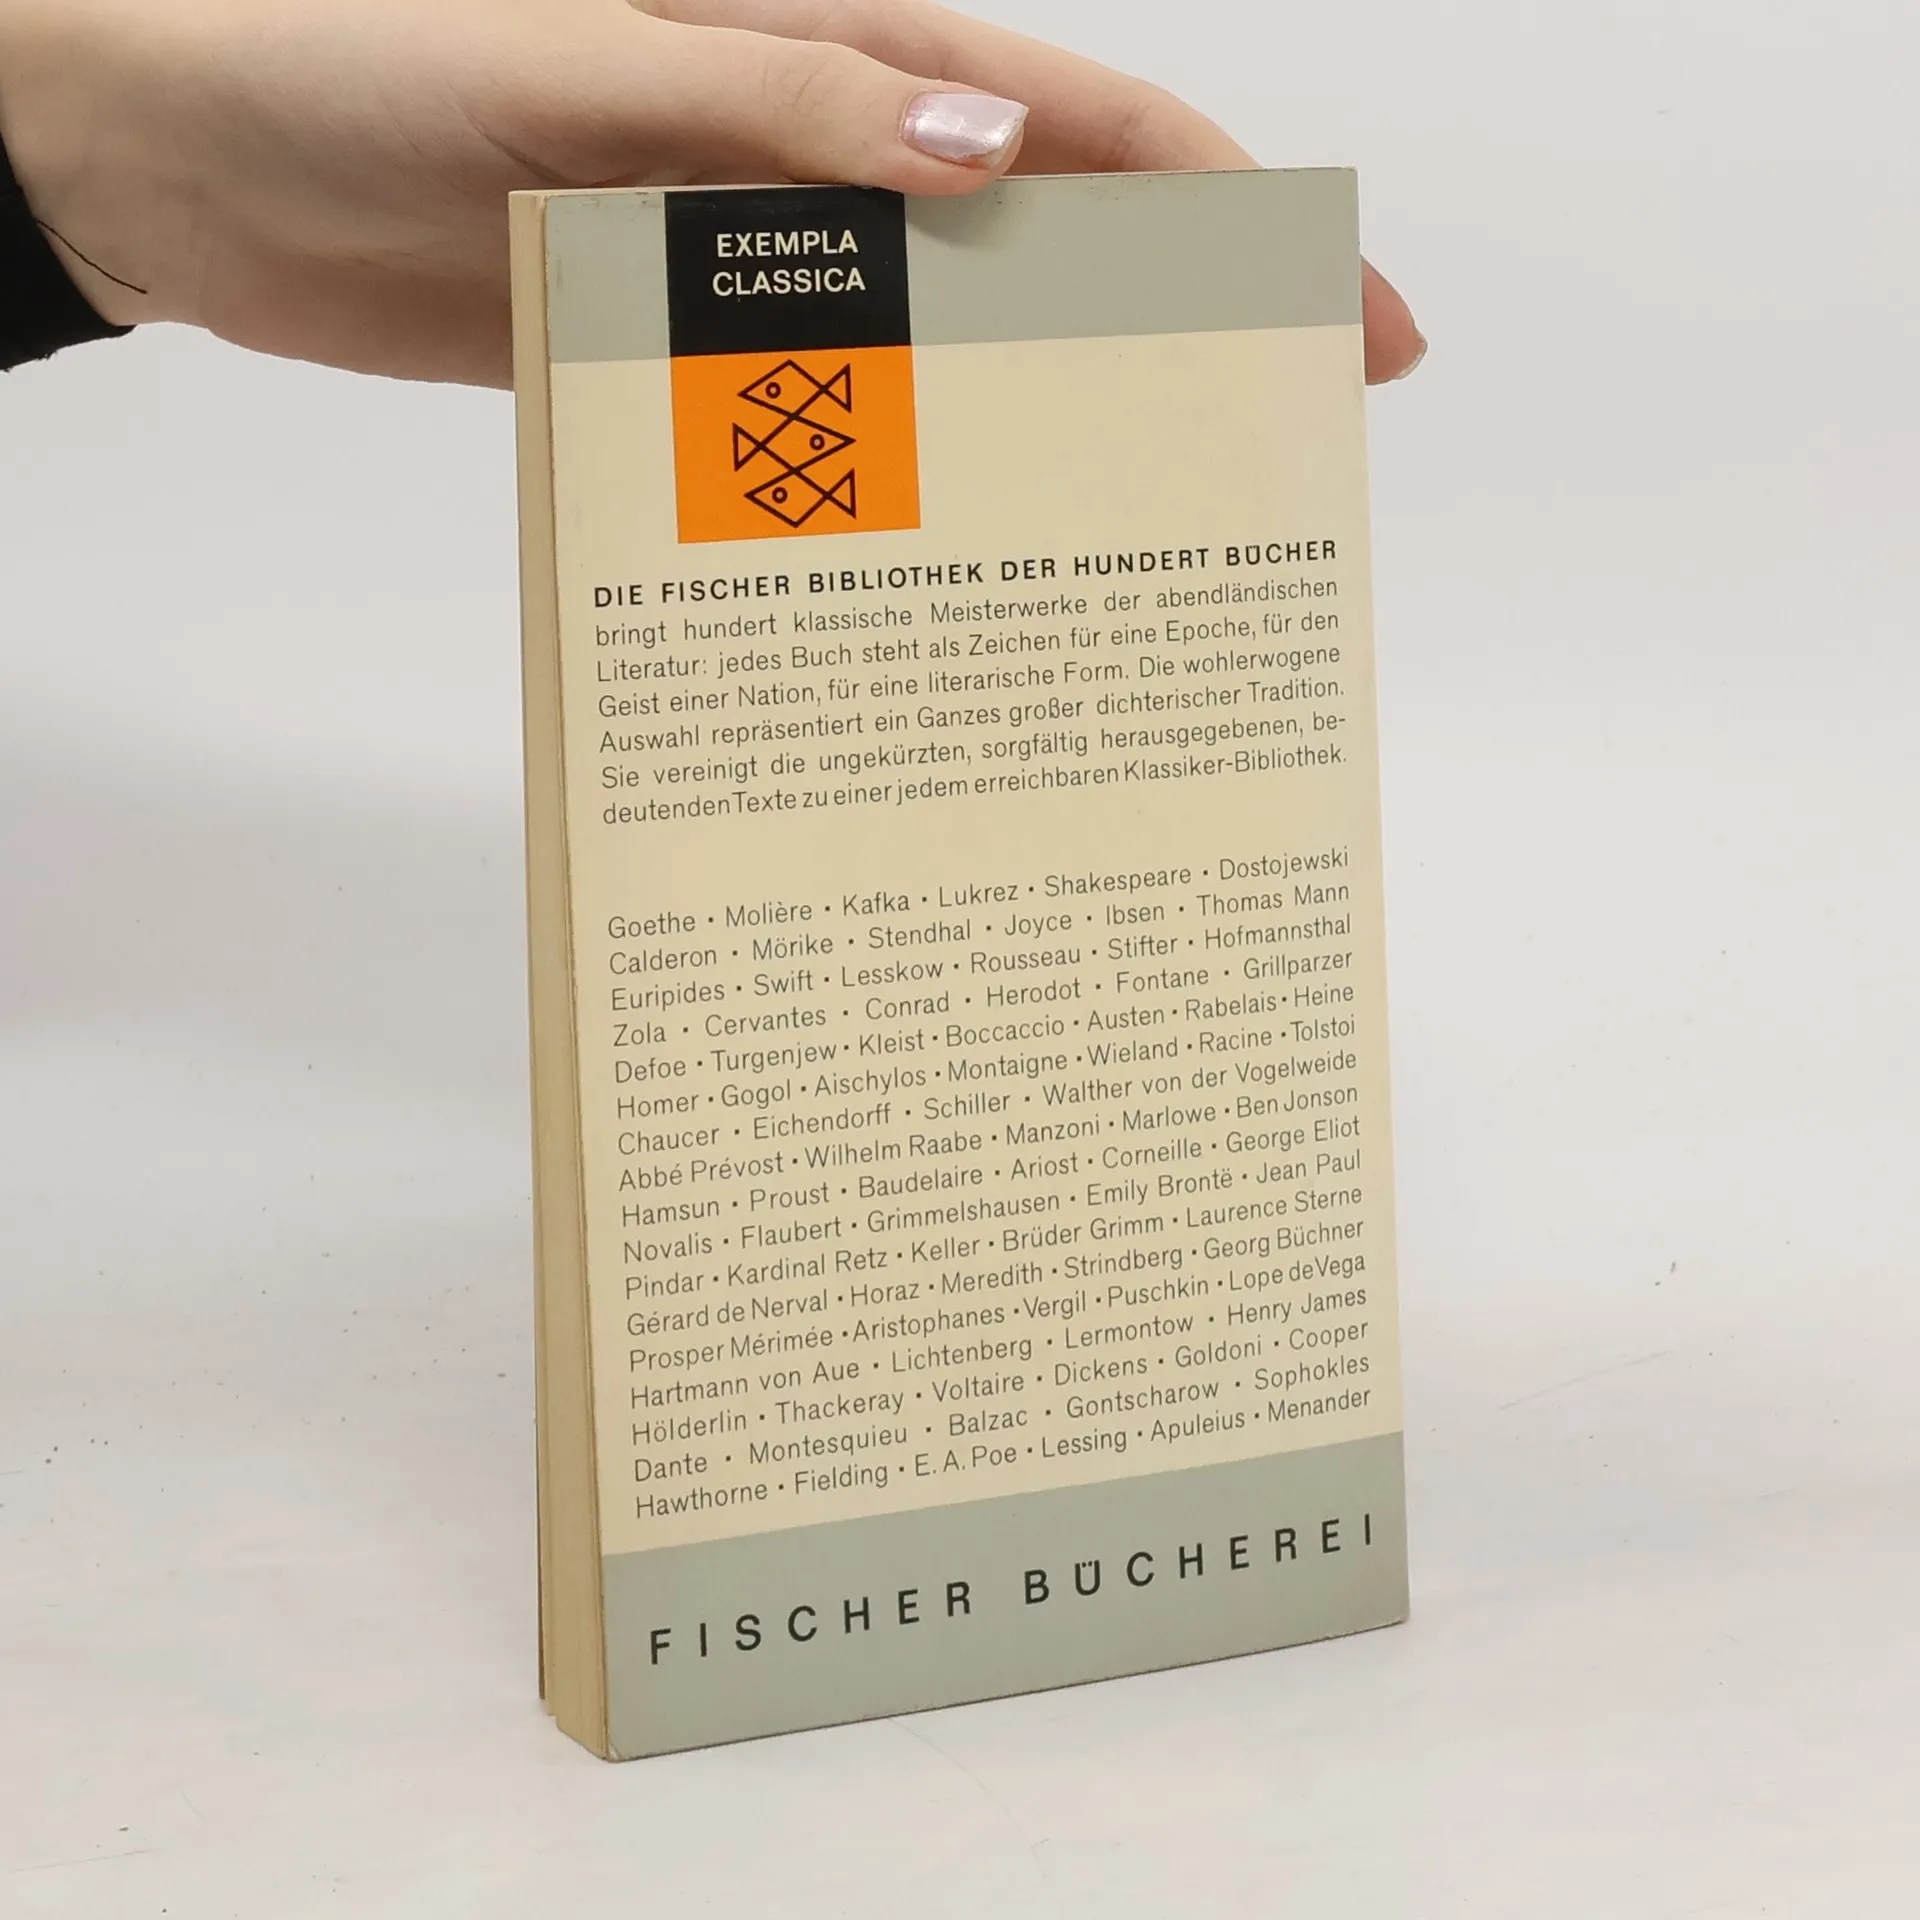 EXEMPLA
CLASSICA
DIE FISCHER BIBLIOTHEK DER HUNDERT BÜCHER
bringt hundert klassische Meisterwerke der abendländischen
Literatur: jedes Buch steht als Zeichen für eine Epoche, für den
Geist einer Nation, für eine literarische Form. Die wohlerwogene
Auswahl repräsentiert ein Ganzes großer dichterischer Tradition.
Sie vereinigt die ungekürzten, sorgfältig herausgegebenen, be-
deutenden Texte zu einer jedem erreichbaren Klassiker-Bibliothek.
Goethe · Molière · Kafka · Lukrez · Shakespeare · Dostojewski
Calderon · Mörike · Stendhal · Joyce · Ibsen · Thomas Mann
Euripides · Swift · Lesskow · Rousseau · Stifter · Hofmannsthal
Zola · Cervantes · Conrad · Herodot · Fontane · Grillparzer
Defoe · Turgenjew · Kleist · Boccaccio · Austen · Rabelais · Heine
Homer · Gogol · Aischylos · Montaigne · Wieland · Racine · Tolstoi
Chaucer · Eichendorff · Schiller · Walther von der Vogelweide
Abbé Prévost · Wilhelm Raabe · Manzoni · Marlowe · Ben Jonson
Hamsun · Proust · Baudelaire · Ariost · Corneille · George Eliot
Novalis · Flaubert · Grimmelshausen · Emily Brontë · Jean Paul
Pindar · Kardinal Retz · Keller · Brüder Grimm · Laurence Sterne
Gérard de Nerval · Horaz · Meredith · Strindberg · Georg Büchner
Prosper Mérimée · Aristophanes · Vergil · Puschkin · Lope de Vega
Hartmann von Aue · Lichtenberg · Lermontow · Henry James
Hölderlin · Thackeray · Voltaire · Dickens · Goldoni · Cooper
Dante · Montesquieu · Balzac · Gontscharow · Sophokles
Hawthorne · Fielding · E. A. Poe · Lessing · Apuleius · Menander
FISCHER BÜCHEREI